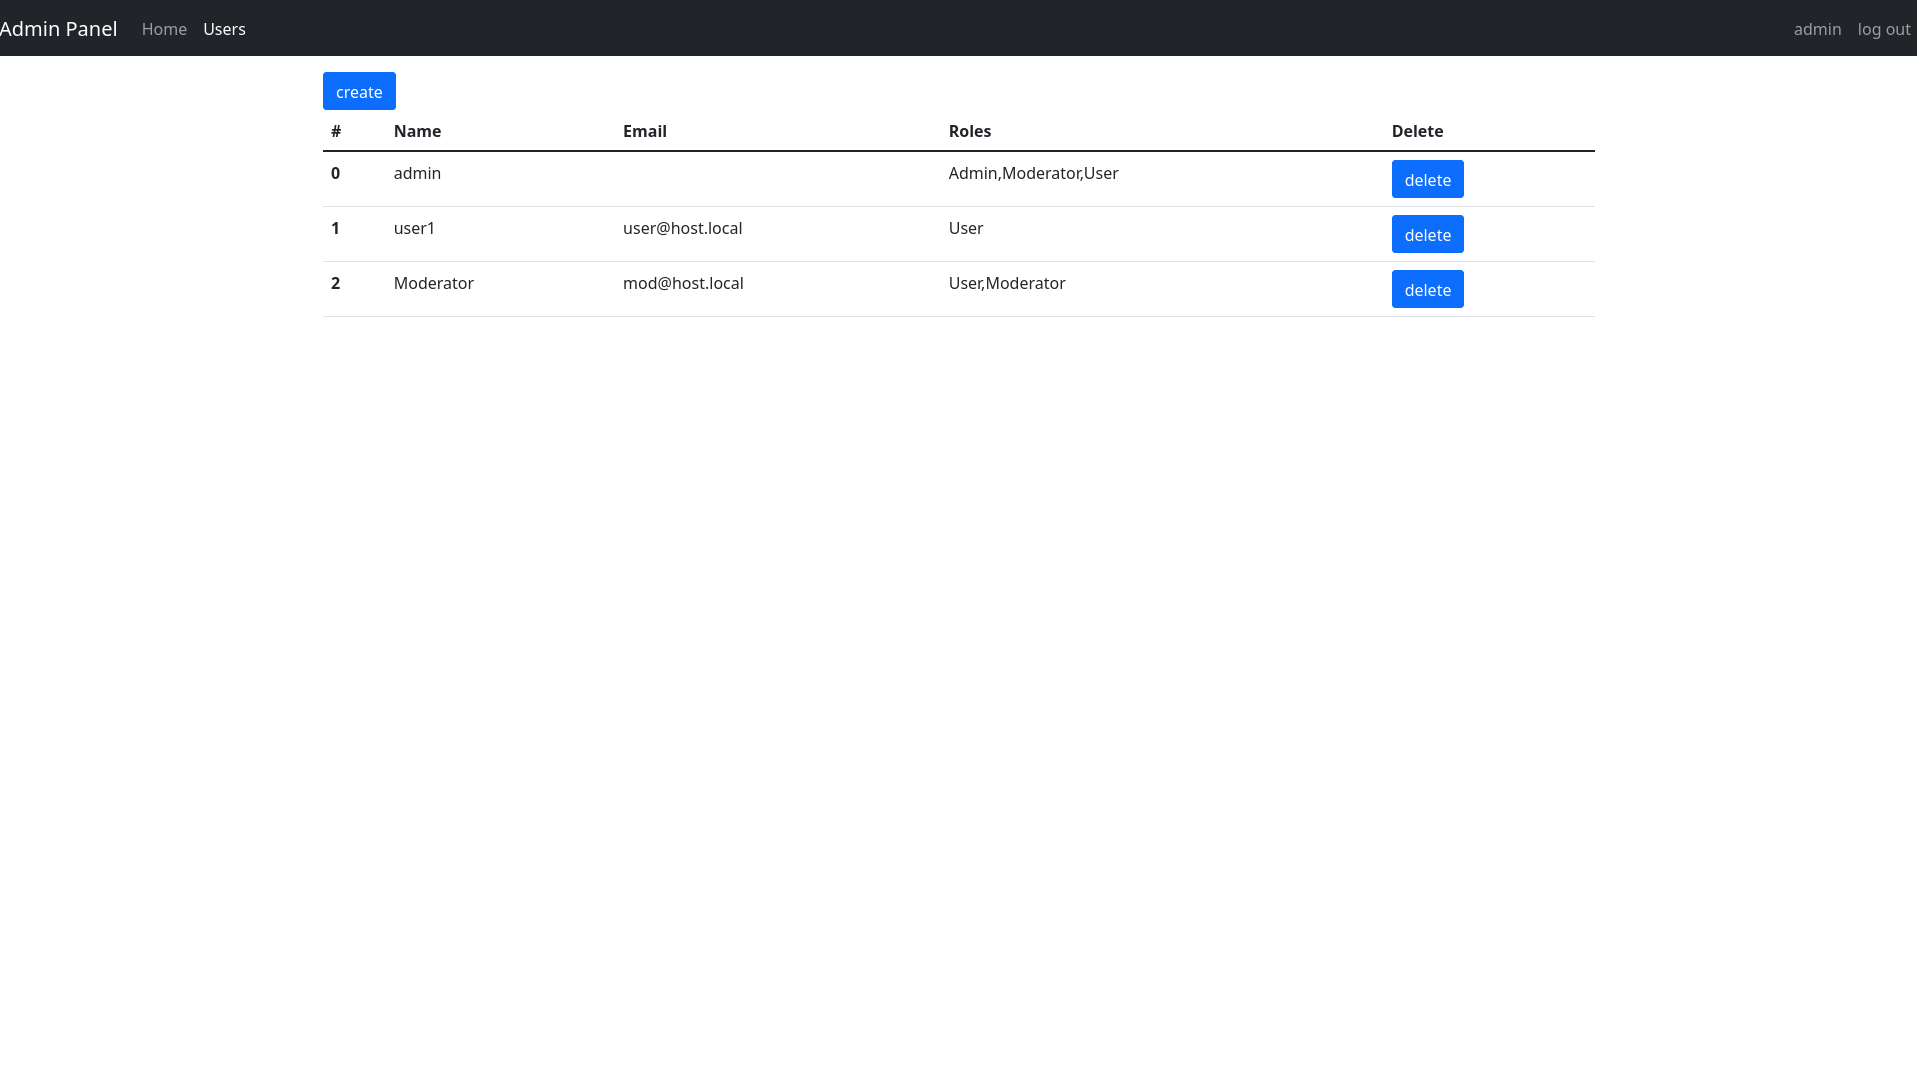 Admin Panel Home Users admin log out
create
# Name Email Roles Delete
0 admin Admin,Moderator,User delete
1 user1 user@host.local User delete
2 Moderator mod@host.local User,Moderator delete